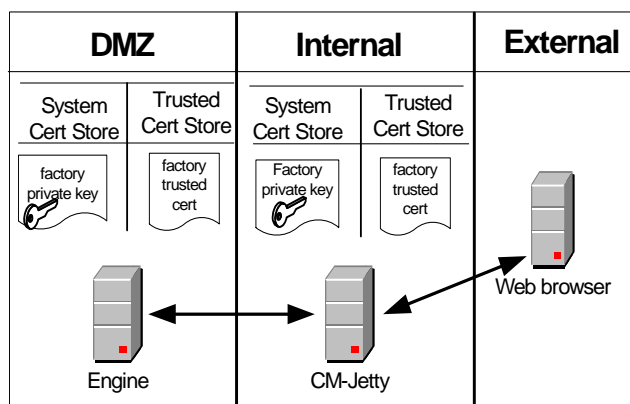 DMZ
Internal
External
System
Cert Store
Trusted
Cert Store
System
Cert Store
Trusted
Cert Store
factory
private key
factory
trusted
cert
Factory
private key
factory
trusted
cert
Web browser
Engine
CM-Jetty